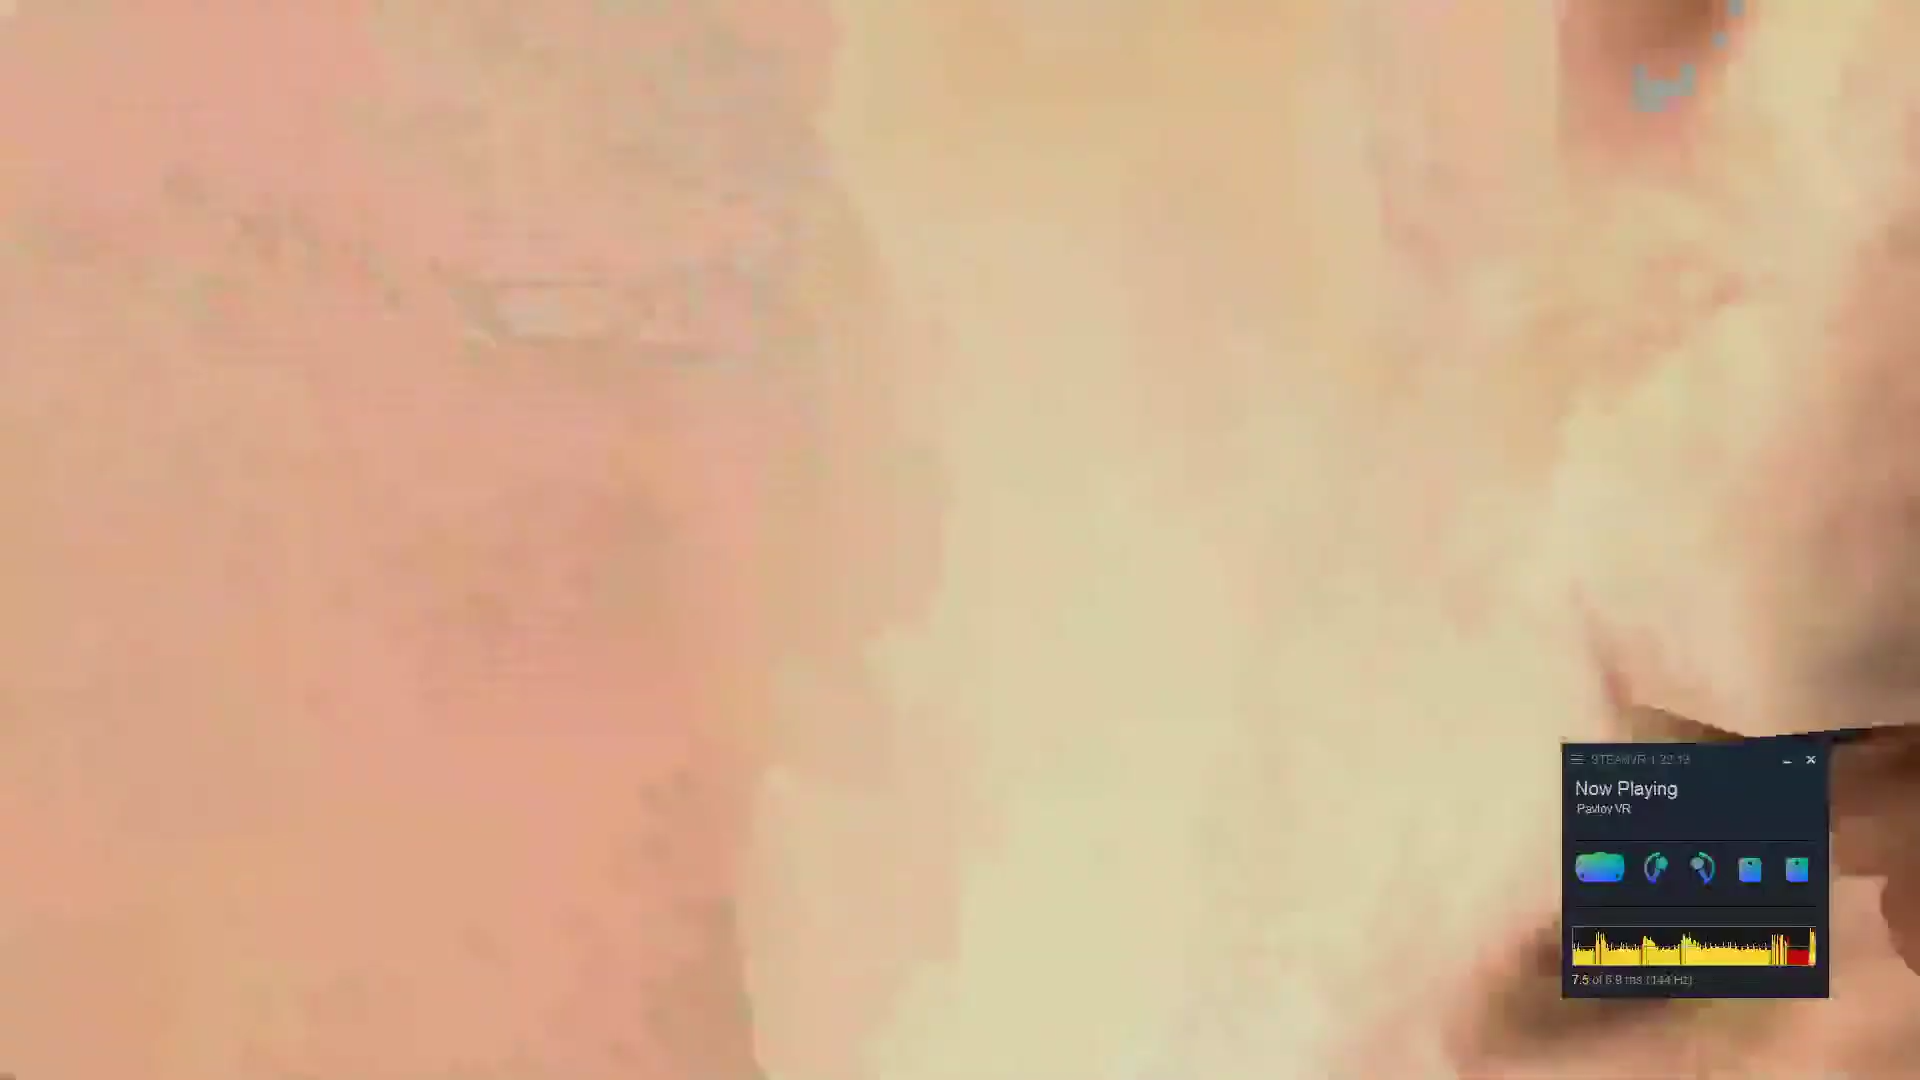 STEAMVR 1.22.13
Now Playing
Pavlov VR
7.5 of 6.9 ms (144 Hz)